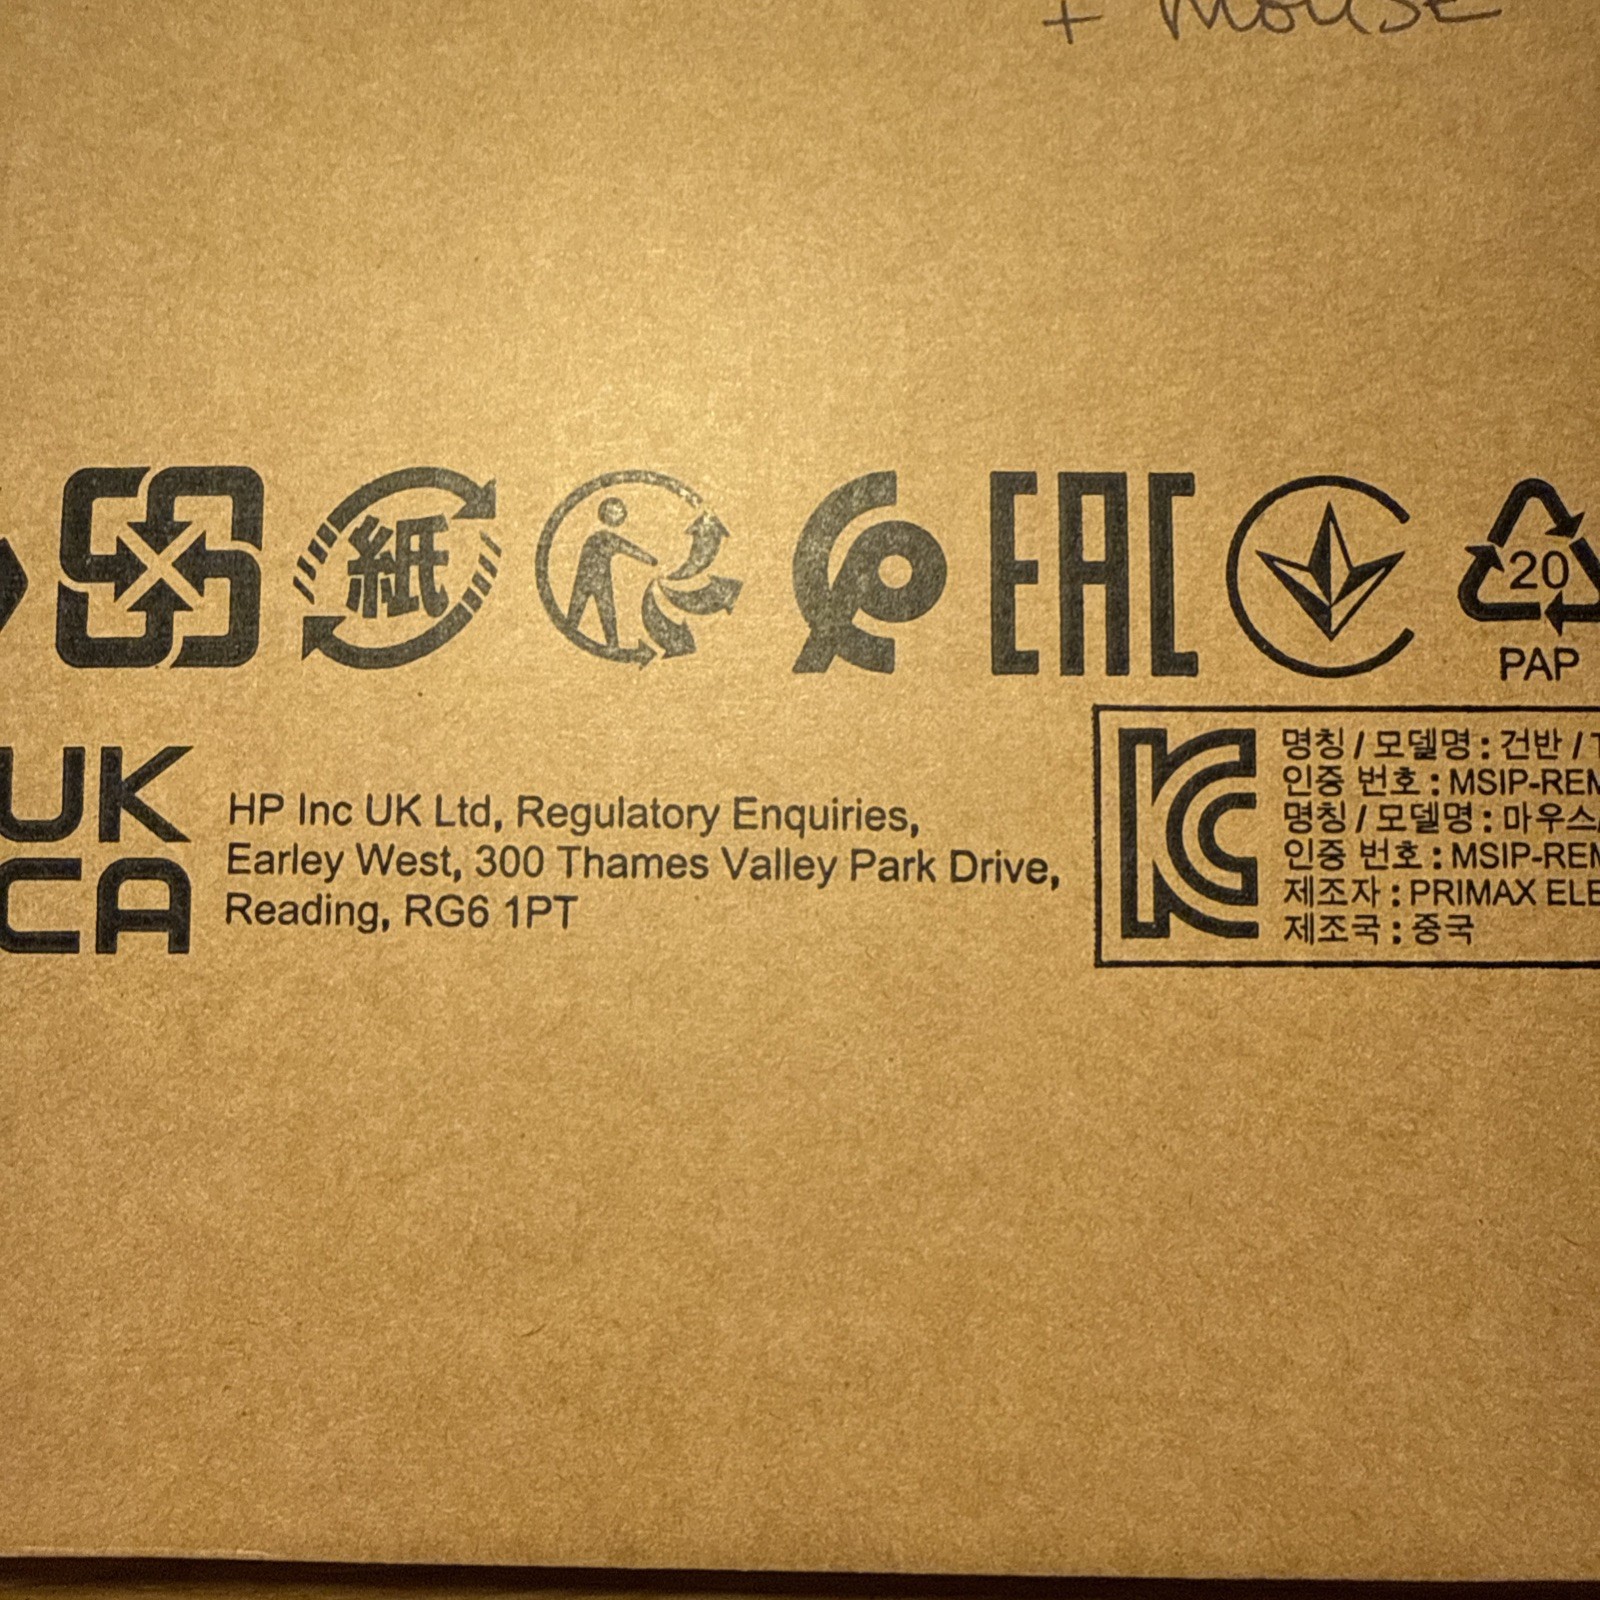 + mouse
紙
EAC
20
PAP
UK
CA
HP Inc UK Ltd, Regulatory Enquiries,
Earley West, 300 Thames Valley Park Drive,
Reading, RG6 1PT
KC
명칭 / 모델명 : 건반 /
인증 번호 : MSIP-REM
명칭 / 모델명 : 마우스/
인증 번호 : MSIP-REM
제조자 : PRIMAX ELE
제조국 : 중국